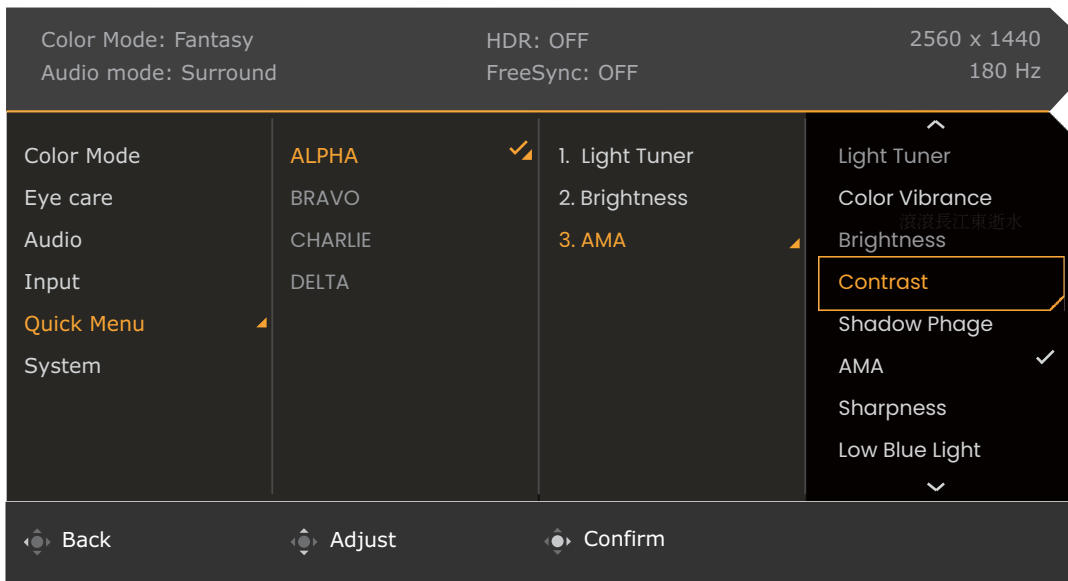 Color Mode: Fantasy
HDR: OFF
2560 x 1440
Audio mode: Surround
FreeSync: OFF
180 Hz
Color Mode
Eye care
Audio
Input
Quick Menu
System
ALPHA
BRAVO
CHARLIE
DELTA
1. Light Tuner
2. Brightness
3. AMA
Light Tuner
Color Vibrance
滾滾長江東逝水
Brightness
Contrast
Shadow Phage
AMA
Sharpness
Low Blue Light
Back
Adjust
Confirm